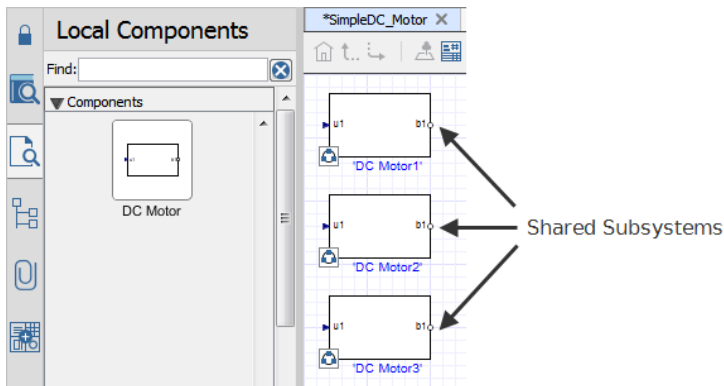 Local Components
Find:
Components
DC Motor
*SimpleDC_Motor
u1 b1
'DC Motor1'
u1 b1
'DC Motor2'
u1 b1
'DC Motor3'
Shared Subsystems